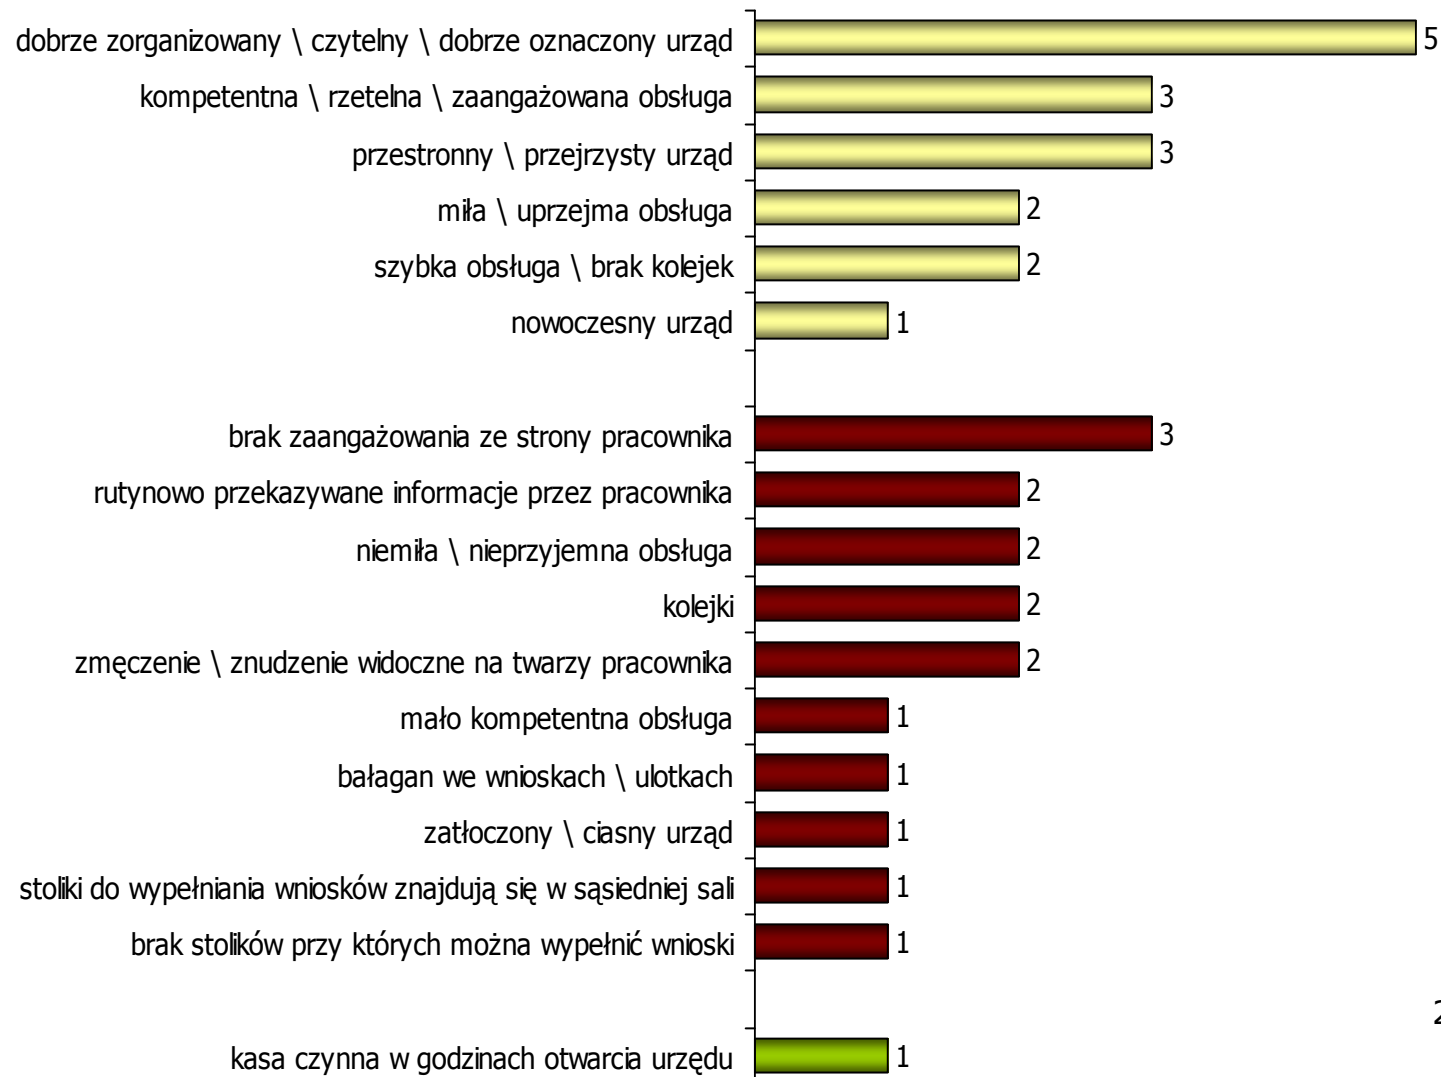 dobrze zorganizowany \ czytelny \ dobrze oznaczony urząd 5
kompetentna \ rzetelna \ zaangażowana obsługa 3
przestronny \ przejrzysty urząd 3
miła \ uprzejma obsługa 2
szybka obsługa \ brak kolejek 2
nowoczesny urząd 1
brak zaangażowania ze strony pracownika 3
rutynowo przekazywane informacje przez pracownika 2
niemiła \ nieprzyjemna obsługa 2
kolejki 2
zmęczenie \ znudzenie widoczne na twarzy pracownika 2
mało kompetentna obsługa 1
bałagan we wnioskach \ ulotkach 1
zatłoczony \ ciasny urząd 1
stoliki do wypełniania wniosków znajdują się w sąsiedniej sali 1
brak stolików przy których można wypełnić wnioski 1
kasa czynna w godzinach otwarcia urzędu 1